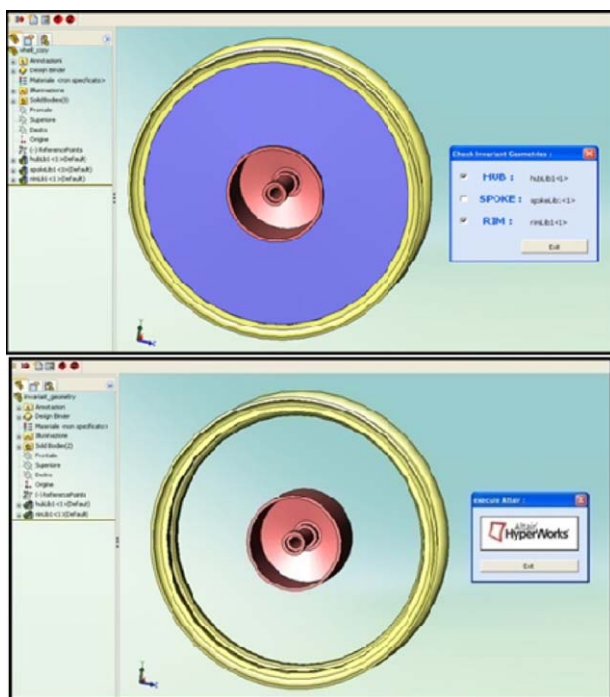 shell_copy
Annotazioni
Design Binder
Materiale <non specificato>
Illuminazione
Solid Bodies(3)
Frontale
Superiore
Destro
Origine
(-) ReferencePoints
hubLib1<1>(Default)
spokeLib1<1>(Default)
rimLib1<1>(Default)
Check Invariant Geometries :
HUB : hubLib1<1>
SPOKE : spokeLib1<1>
RIM : rimLib1<1>
Exit
Y
X
invariant_geometry
Annotazioni
Design Binder
Materiale <non specificato>
Illuminazione
Solid Bodies(2)
Frontale
Superiore
Destro
Origine
(-) ReferencePoints
hubLib1<1>(Default)
rimLib1<1>(Default)
execute Altair :
Altair
HyperWorks
Exit